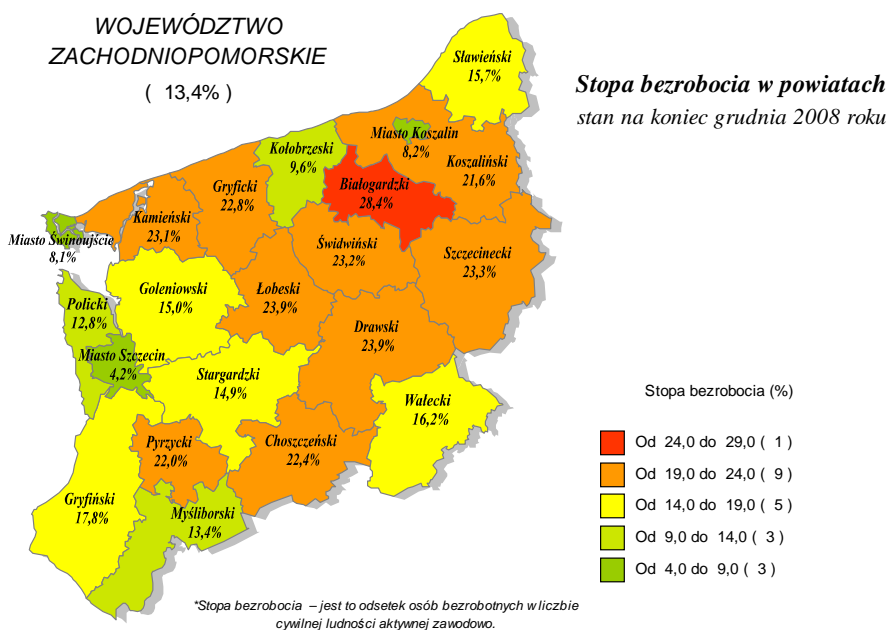 WOJEWÓDZTWO
ZACHODNIOPOMORSKIE
( 13,4% )
Stopa bezrobocia w powiatach
stan na koniec grudnia 2008 roku
Sławieński
15,7%
Miasto Koszalin
8,2%
Kołobrzeski
9,6%
Koszaliński
21,6%
Gryficki
22,8%
Białogardzki
28,4%
Kamieński
23,1%
Miasto Świnoujście
8,1%
Świdwiński
23,2%
Szczecinecki
23,3%
Goleniowski
15,0%
Łobeski
23,9%
Policki
12,8%
Drawski
23,9%
Miasto Szczecin
4,2%
Stargardzki
14,9%
Wałecki
16,2%
Pyrzycki
22,0%
Choszczeński
22,4%
Gryfiński
17,8%
Myśliborski
13,4%
Stopa bezrobocia (%)
Od 24,0 do 29,0 ( 1 )
Od 19,0 do 24,0 ( 9 )
Od 14,0 do 19,0 ( 5 )
Od 9,0 do 14,0 ( 3 )
Od 4,0 do 9,0 ( 3 )
*Stopa bezrobocia – jest to odsetek osób bezrobotnych w liczbie
cywilnej ludności aktywnej zawodowo.